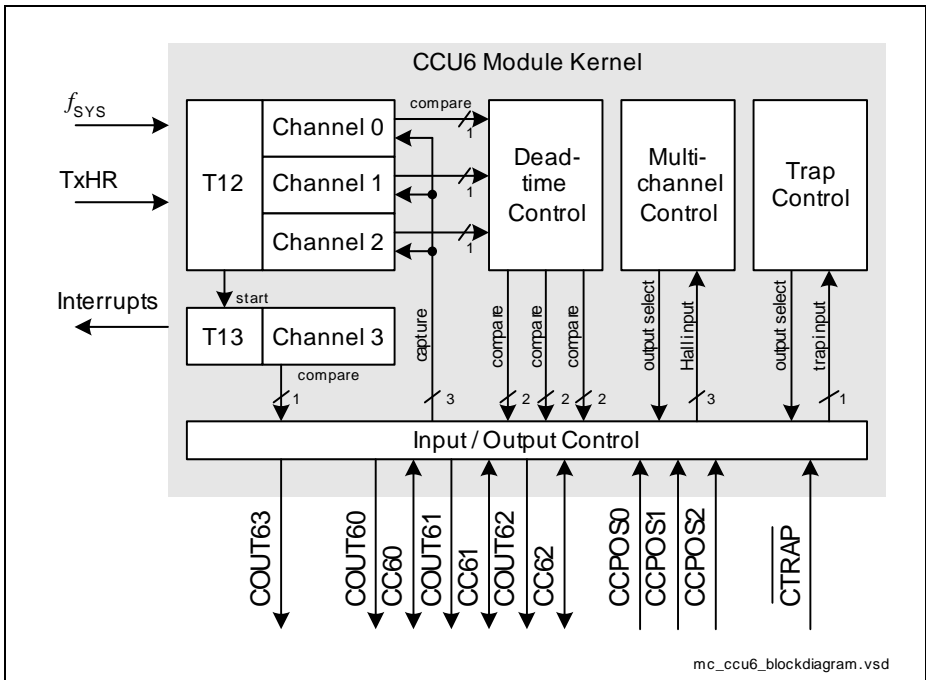 CCU6 Module Kernel
fSYS
TxHR
Interrupts
T12
Channel 0
Channel 1
Channel 2
compare
1
1
1
Dead-
time
Control
Multi-
channel
Control
Trap
Control
start
T13
Channel 3
compare
1
capture
3
compare
2
compare
2
compare
2
output select
Hall input
3
output select
trap input
1
Input / Output Control
COUT63
COUT60
CC60
COUT61
CC61
COUT62
CC62
CCPOS0
CCPOS1
CCPOS2
CTRAP
mc_ccu6_blockdiagram.vsd